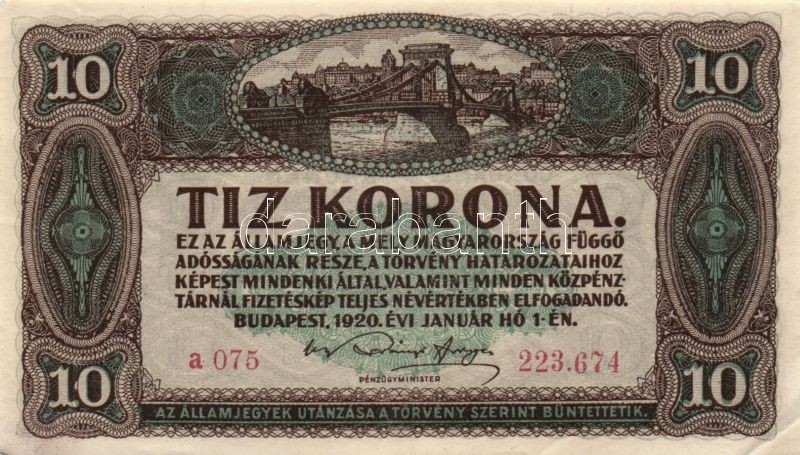 10 10
TIZ KORONA.
darabanth
EZ AZ ÁLLAMJEGY, A MELY MAGYARORSZÁG FÜGGŐ
ADÓSSÁGÁNAK RÉSZE, A TÖRVÉNY HATÁROZATAIHOZ
KÉPEST MINDENKI ÁLTAL, VALAMINT MINDEN KÖZPÉNZ-
TÁRNÁL FIZETÉSKÉP TELJES NÉVÉRTÉKBEN ELFOGADANDÓ.
BUDAPEST, 1920. ÉVI JANUÁR HÓ 1-ÉN.
a 075 223.674
PÉNZÜGYMINISTER
10 10
AZ ÁLLAMJEGYEK UTÁNZÁSA A TÖRVÉNY SZERINT BÜNTETTETIK.